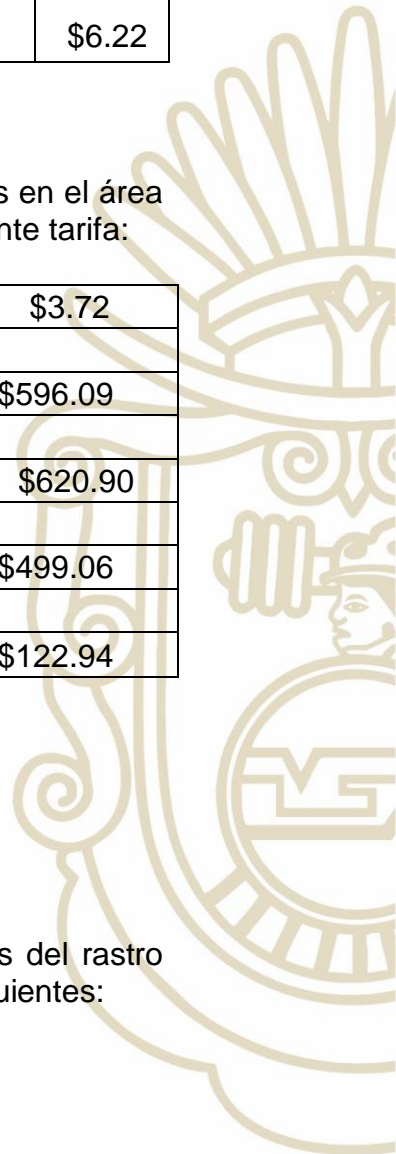 $6.22
s en el área
nte tarifa:
$3.72
$596.09
$620.90
$499.06
$122.94
s del rastro
uientes: